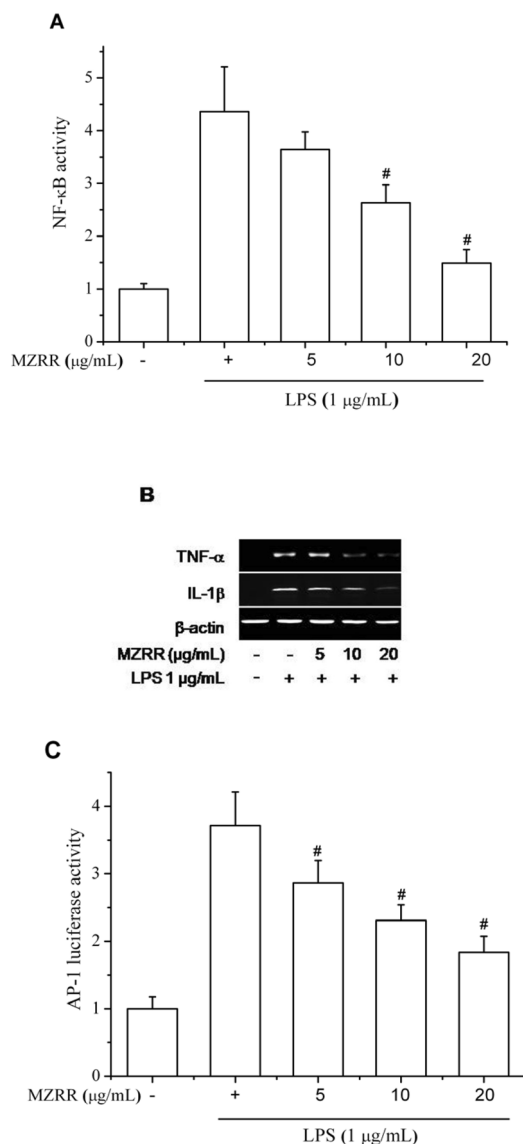 A
NF-κB activity
5
4
3
2
1
0
#
#
MZRR (μg/mL) - + 5 10 20
LPS (1 μg/mL)
B
TNF-α
IL-1β
β-actin
MZRR (μg/mL) - - 5 10 20
LPS 1 μg/mL - + + + +
C
AP-1 luciferase activity
4
3
2
1
0
#
#
#
MZRR (μg/mL) - + 5 10 20
LPS (1 μg/mL)